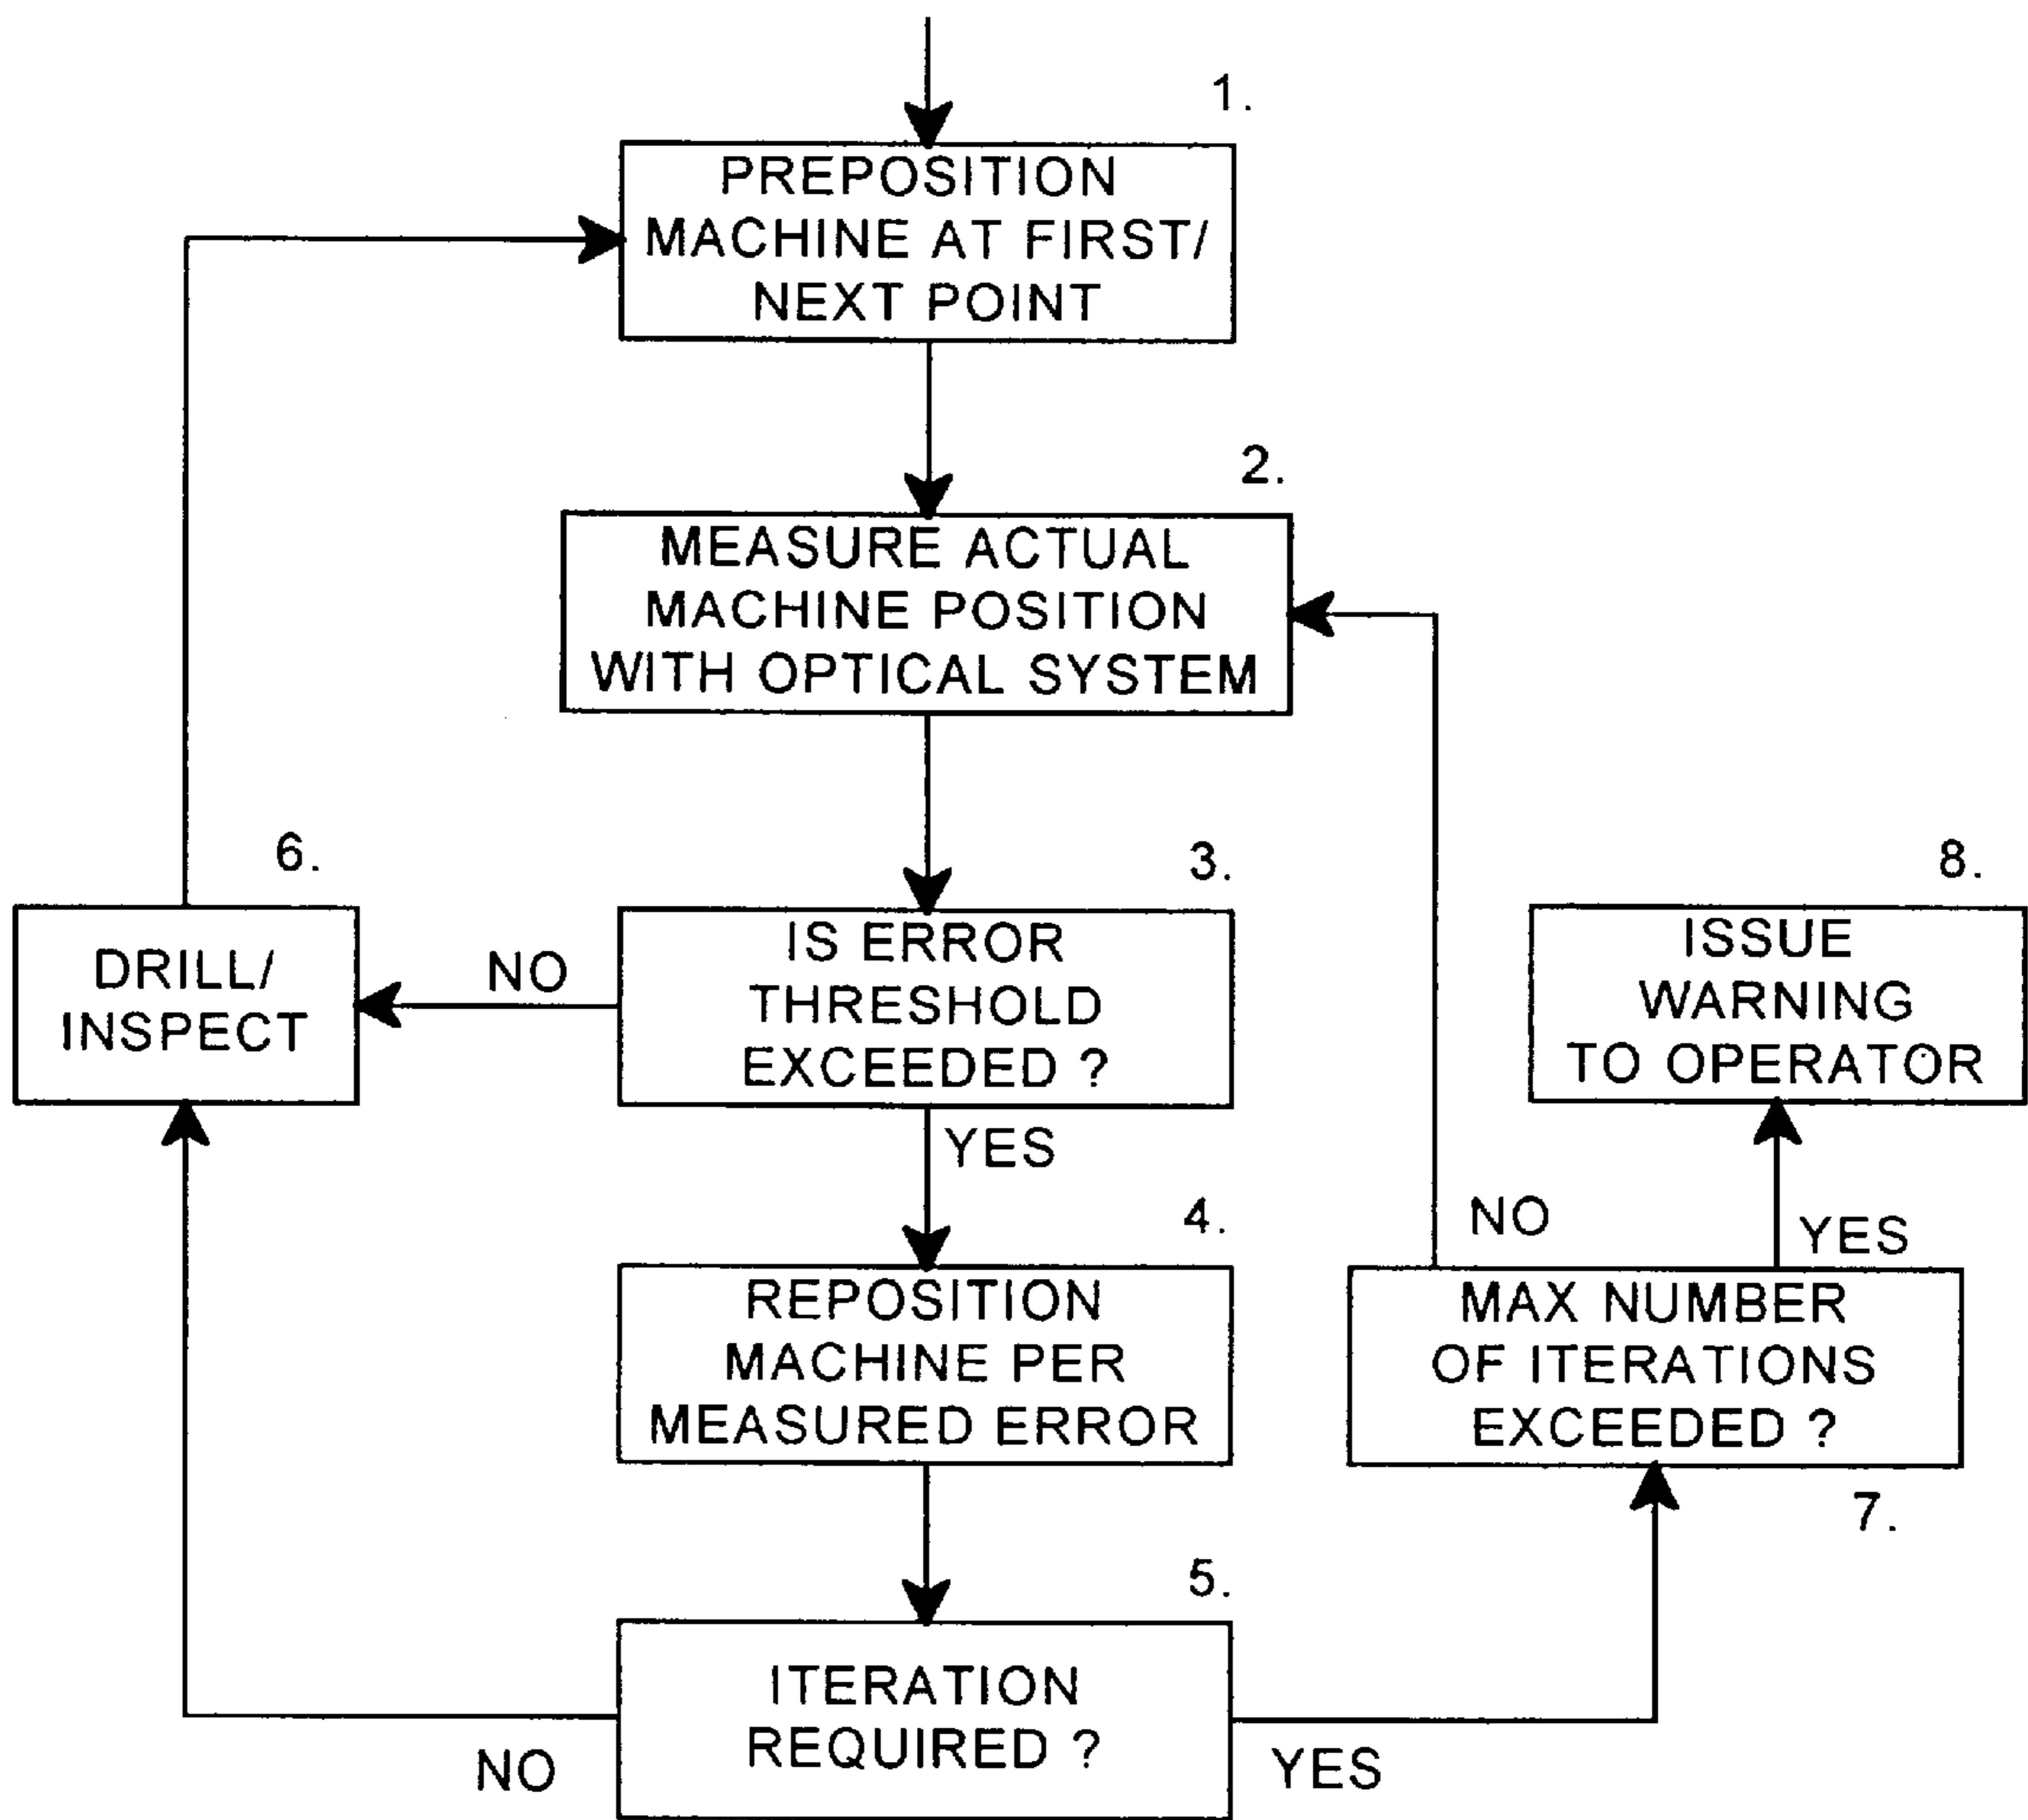 1.
PREPOSITION
MACHINE AT FIRST/
NEXT POINT
2.
MEASURE ACTUAL
MACHINE POSITION
WITH OPTICAL SYSTEM
3.
IS ERROR
THRESHOLD
EXCEEDED ?
NO
YES
6.
DRILL/
INSPECT
4.
REPOSITION
MACHINE PER
MEASURED ERROR
5.
ITERATION
REQUIRED ?
NO
YES
7.
MAX NUMBER
OF ITERATIONS
EXCEEDED ?
NO
YES
8.
ISSUE
WARNING
TO OPERATOR